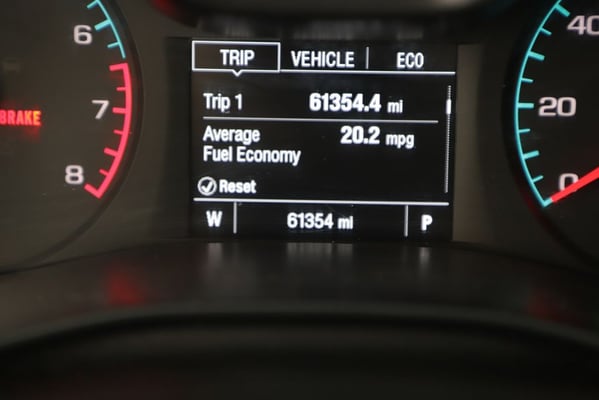 TRIP VEHICLE ECO
6
7
8
BRAKE
Trip 1 61354.4 mi
Average 20.2 mpg
Fuel Economy
Reset
W 61354 mi P
40
20
0